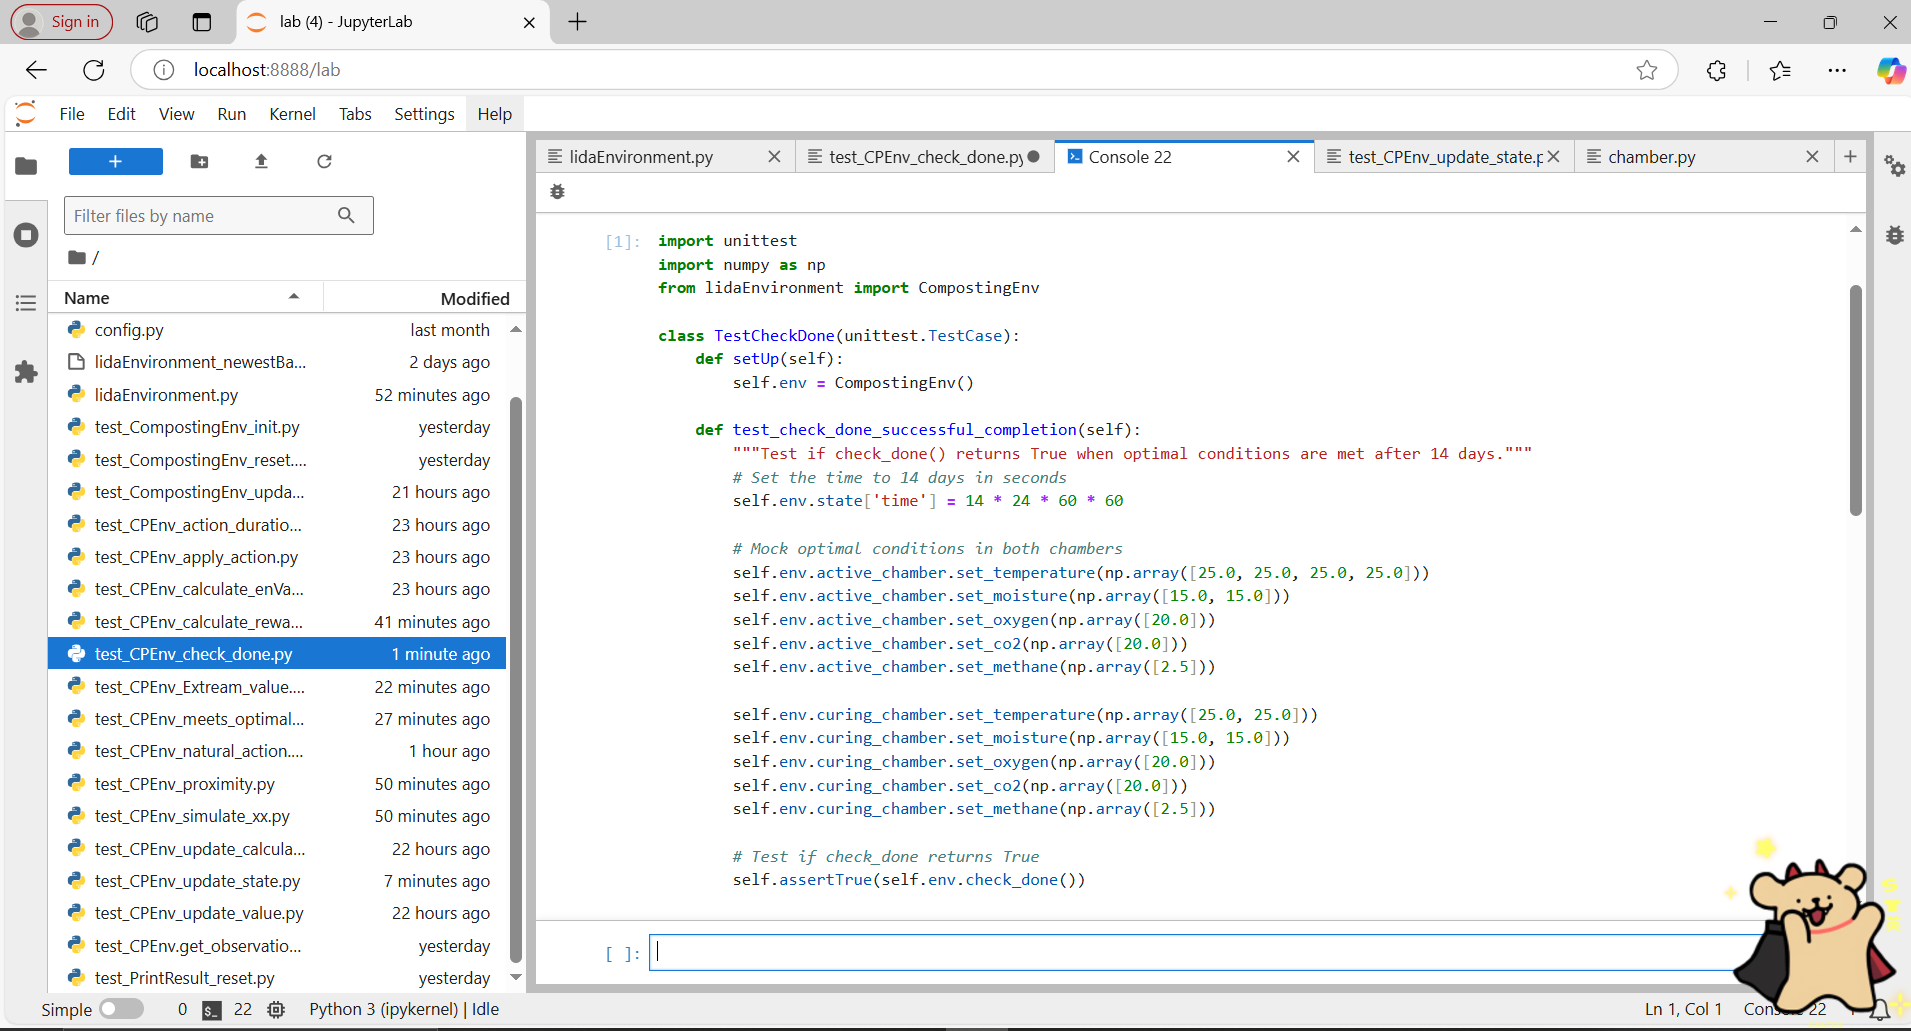 Sign in
lab (4) - JupyterLab
localhost:8888/lab
File Edit View Run Kernel Tabs Settings Help
+
Filter files by name
/
Name Modified
config.py last month
lidaEnvironment_newestBa... 2 days ago
lidaEnvironment.py 52 minutes ago
test_CompostingEnv_init.py yesterday
test_CompostingEnv_reset.... yesterday
test_CompostingEnv_upda... 21 hours ago
test_CPEnv_action_duratio... 23 hours ago
test_CPEnv_apply_action.py 23 hours ago
test_CPEnv_calculate_enVa... 23 hours ago
test_CPEnv_calculate_rewa... 41 minutes ago
test_CPEnv_check_done.py 1 minute ago
test_CPEnv_Extream_value.... 22 minutes ago
test_CPEnv_meets_optimal... 27 minutes ago
test_CPEnv_natural_action.... 1 hour ago
test_CPEnv_proximity.py 50 minutes ago
test_CPEnv_simulate_xx.py 50 minutes ago
test_CPEnv_update_calcula... 22 hours ago
test_CPEnv_update_state.py 7 minutes ago
test_CPEnv_update_value.py 22 hours ago
test_CPEnv.get_observatio... yesterday
test_PrintResult_reset.py yesterday
lidaEnvironment.py test_CPEnv_check_done.py Console 22 test_CPEnv_update_state.p chamber.py
[1]: import unittest
import numpy as np
from lidaEnvironment import CompostingEnv
class TestCheckDone(unittest.TestCase):
def setUp(self):
self.env = CompostingEnv()
def test_check_done_successful_completion(self):
"""Test if check_done() returns True when optimal conditions are met after 14 days."""
# Set the time to 14 days in seconds
self.env.state['time'] = 14 * 24 * 60 * 60
# Mock optimal conditions in both chambers
self.env.active_chamber.set_temperature(np.array([25.0, 25.0, 25.0, 25.0]))
self.env.active_chamber.set_moisture(np.array([15.0, 15.0]))
self.env.active_chamber.set_oxygen(np.array([20.0]))
self.env.active_chamber.set_co2(np.array([20.0]))
self.env.active_chamber.set_methane(np.array([2.5]))
self.env.curing_chamber.set_temperature(np.array([25.0, 25.0]))
self.env.curing_chamber.set_moisture(np.array([15.0, 15.0]))
self.env.curing_chamber.set_oxygen(np.array([20.0]))
self.env.curing_chamber.set_co2(np.array([20.0]))
self.env.curing_chamber.set_methane(np.array([2.5]))
# Test if check_done returns True
self.assertTrue(self.env.check_done())
[ ]:
Simple 0 22 Python 3 (ipykernel) | Idle Ln 1, Col 1 22